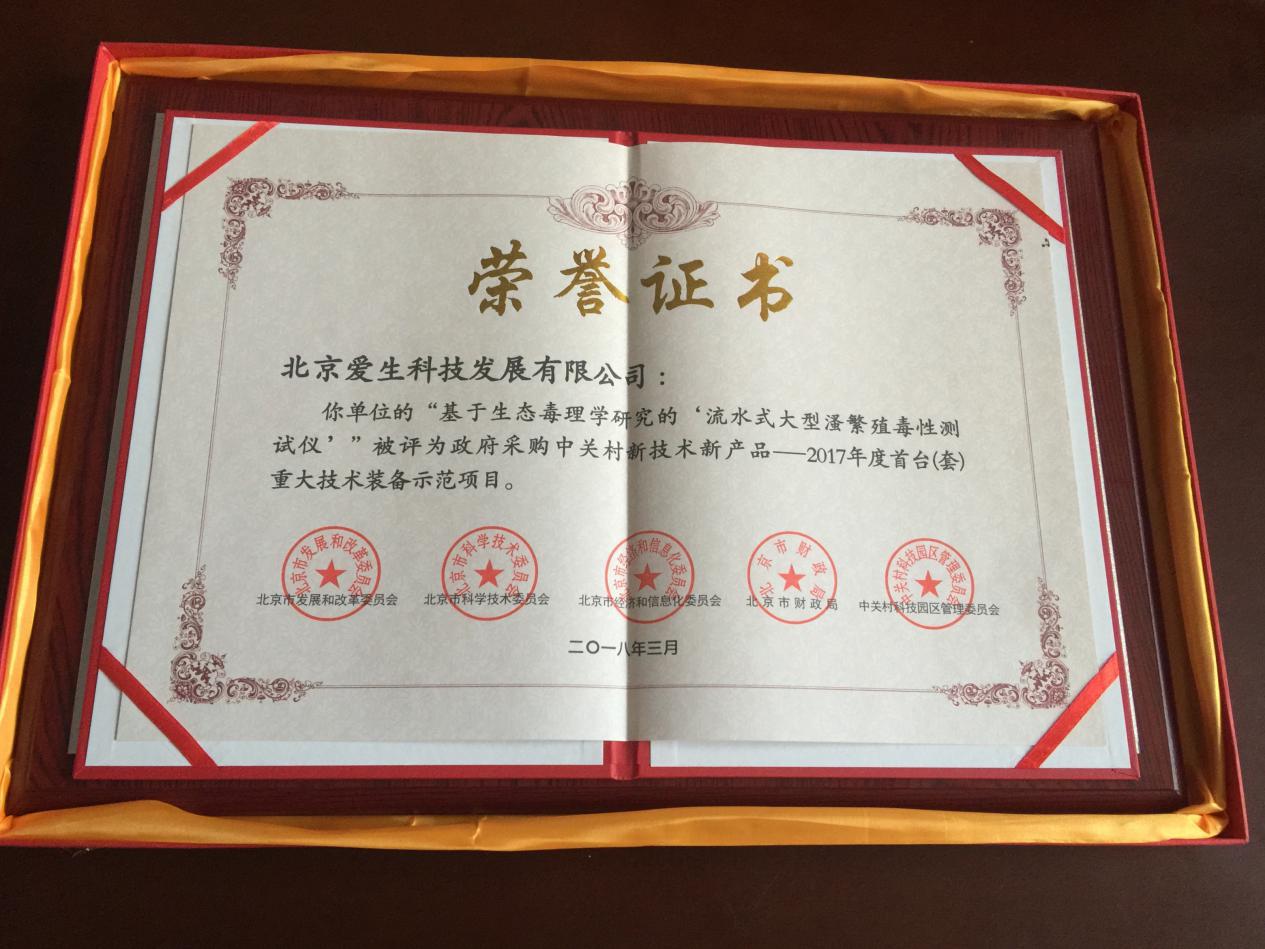 荣誉证书
北京爱生科技发展有限公司：
你单位的“基于生态毒理学研究的‘流水式大型溞繁殖毒性测
试仪’”被评为政府采购中关村新技术新产品——2017年度首台(套)
重大技术装备示范项目。
北京市发展和改革委员会
北京市科学技术委员会
北京市经济和信息化委员会
北京市财政局
中关村科技园区管理委员会
北京市发展和改革委员会
北京市科学技术委员会
北京市经济和信息化委员会
北京市财政局
中关村科技园区管理委员会
二〇一八年三月